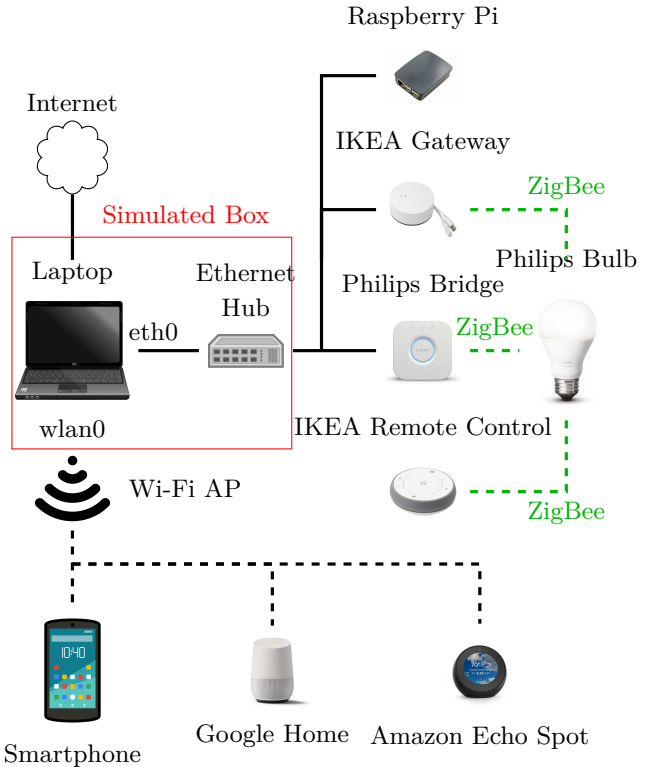 Raspberry Pi
Internet
IKEA Gateway
ZigBee
Simulated Box
Laptop
Ethernet
Hub
Philips Bulb
Philips Bridge
eth0
ZigBee
wlan0
IKEA Remote Control
Wi-Fi AP
ZigBee
10:40
Google Home
Amazon Echo Spot
Smartphone